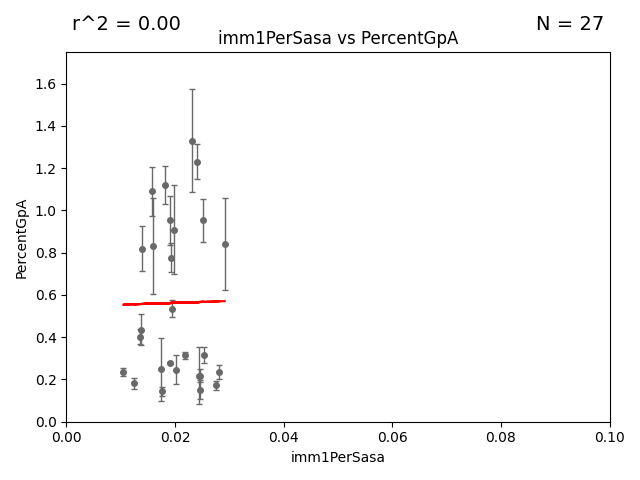 r^2 = 0.00
N = 27
imm1PerSasa vs PercentGpA
PercentGpA
1.6
1.4
1.2
1.0
0.8
0.6
0.4
0.2
0.0
0.00 0.02 0.04 0.06 0.08 0.10
imm1PerSasa